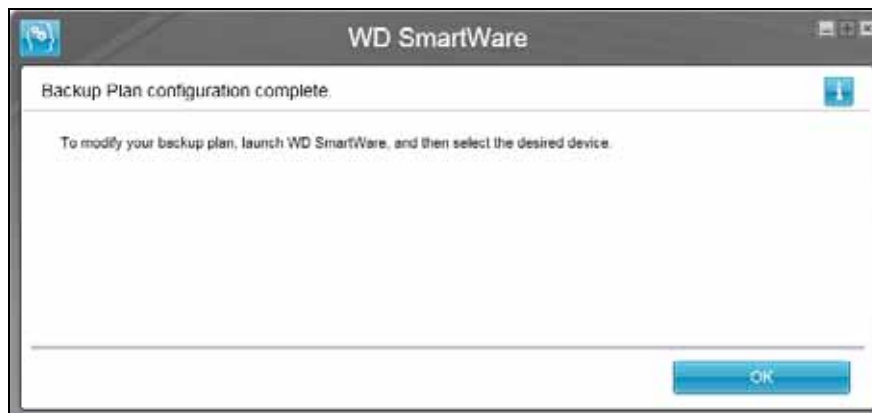 WD SmartWare
Backup Plan configuration complete.
To modify your backup plan, launch WD SmartWare, and then select the desired device.
OK